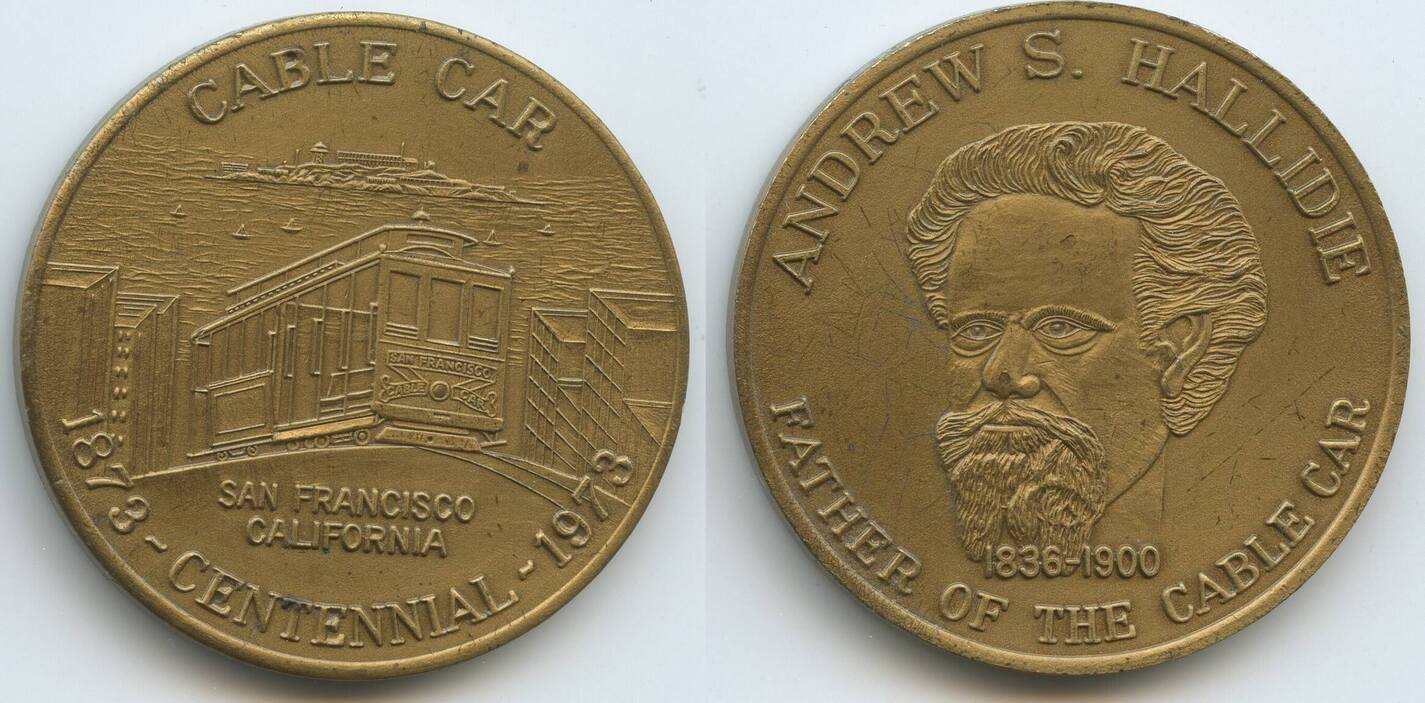 CABLE CAR
SAN FRANCISCO
CABLE CAR
SAN FRANCISCO
CALIFORNIA
1873 ~ CENTENNIAL - 1973
ANDREW S. HALLIDIE
1836-1900
FATHER OF THE CABLE CAR